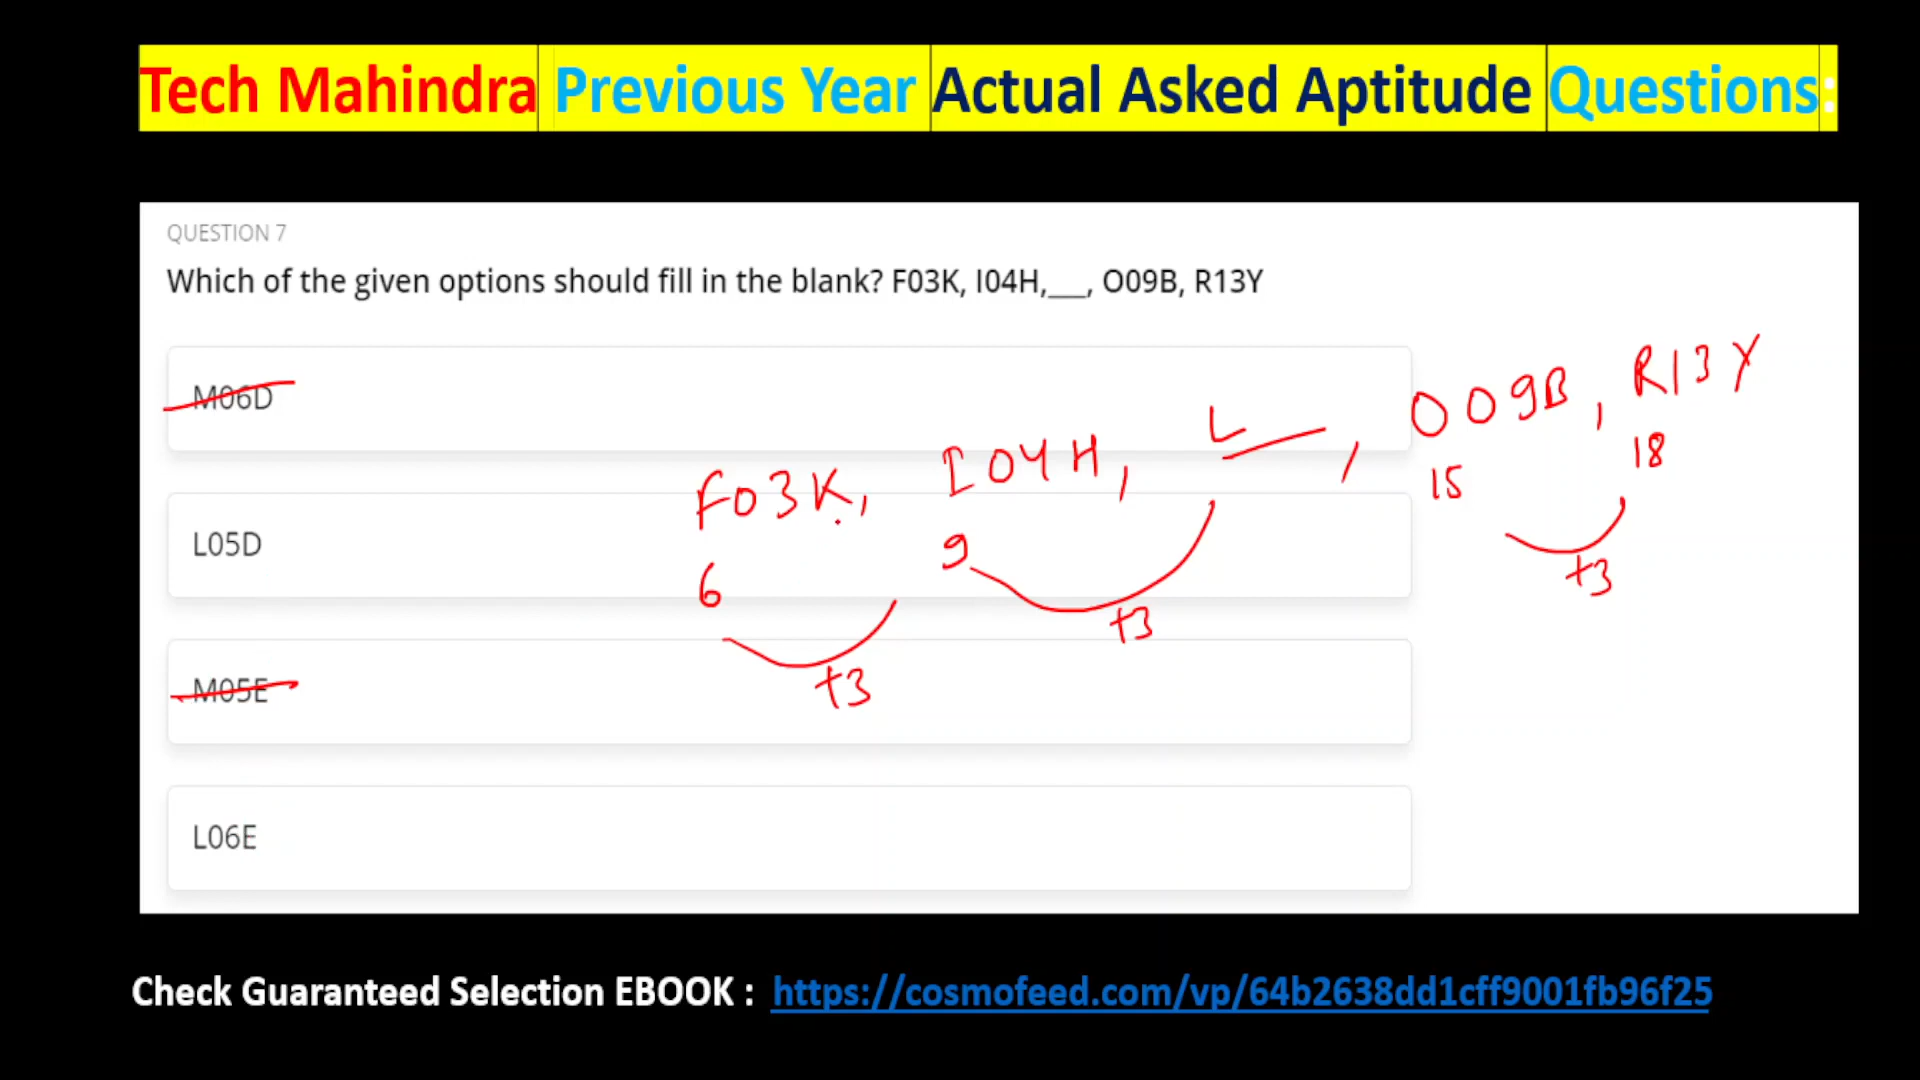 Tech Mahindra Previous Year Actual Asked Aptitude Questions:
QUESTION 7
Which of the given options should fill in the blank? F03K, I04H,___, O09B, R13Y
M06D
L05D
M05E
L06E
F03K, I04H, L___, O09B, R13Y
6 9 15 18
+3 +3 +3
Check Guaranteed Selection EBOOK : https://cosmofeed.com/vp/64b2638dd1cff9001fb96f25